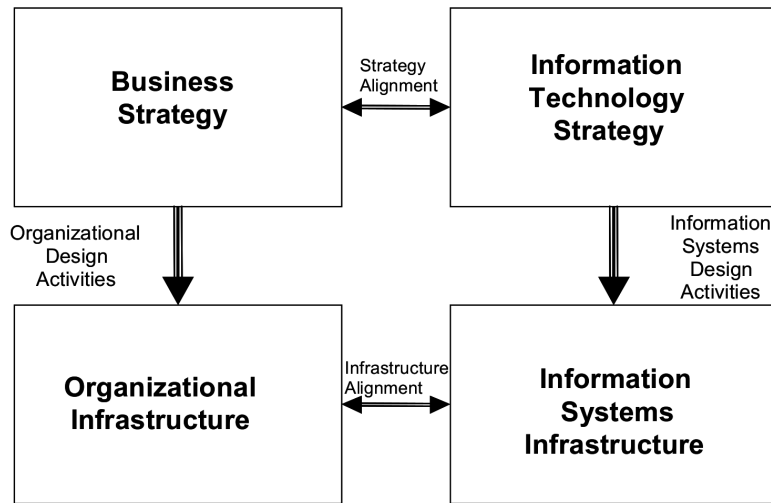 Business
Strategy
Strategy
Alignment
Information
Technology
Strategy
Organizational
Design
Activities
Information
Systems
Design
Activities
Organizational
Infrastructure
Infrastructure
Alignment
Information
Systems
Infrastructure